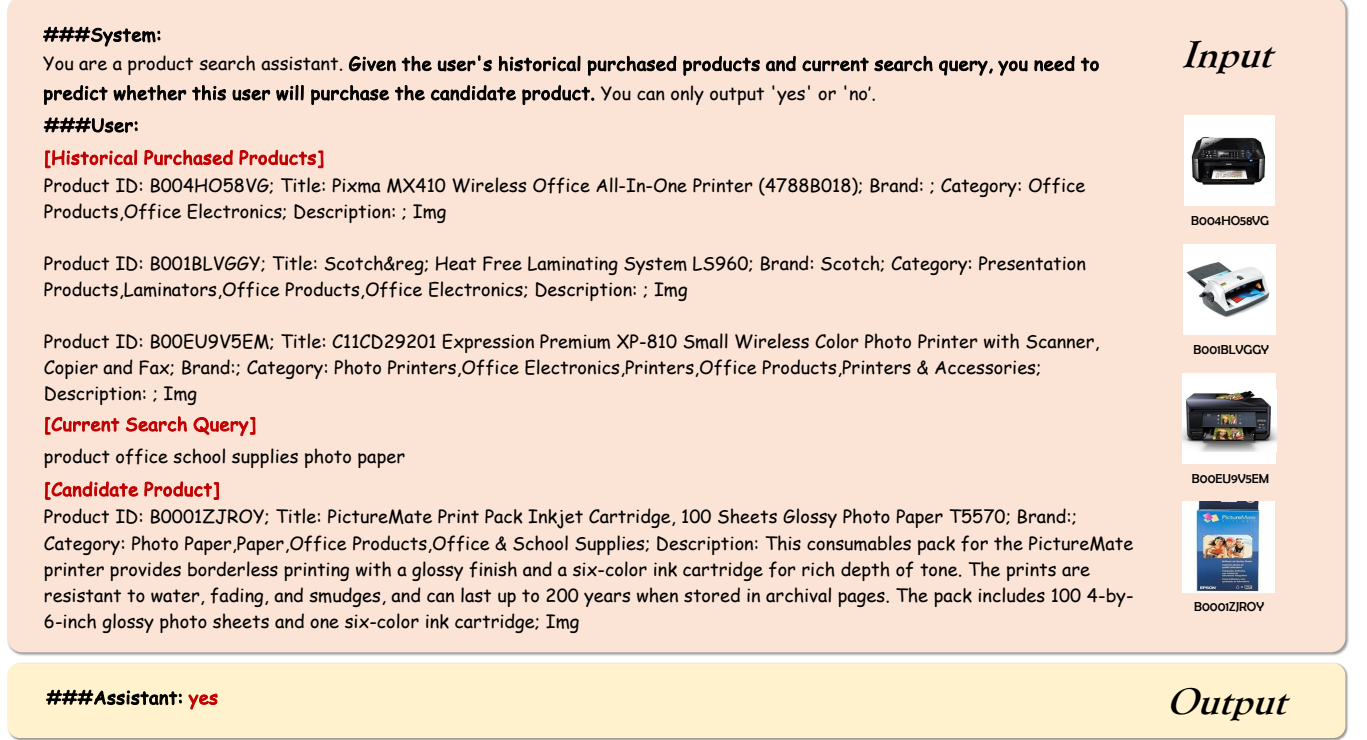 ###System:
Input
You are a product search assistant. Given the user's historical purchased products and current search query, you need to
predict whether this user will purchase the candidate product. You can only output 'yes' or 'no'.
###User:
[Historical Purchased Products]
Product ID: B004HO58VG; Title: Pixma MX410 Wireless Office All-In-One Printer (4788B018); Brand: ; Category: Office
Products,Office Electronics; Description: ; Img
B004HO58VG
Product ID: B001BLVGGY; Title: Scotch&reg; Heat Free Laminating System LS960; Brand: Scotch; Category: Presentation
Products,Laminators,Office Products,Office Electronics; Description: ; Img
B001BLVGGY
Product ID: B00EU9V5EM; Title: C11CD29201 Expression Premium XP-810 Small Wireless Color Photo Printer with Scanner,
Copier and Fax; Brand:; Category: Photo Printers,Office Electronics,Printers,Office Products,Printers & Accessories;
Description: ; Img
[Current Search Query]
product office school supplies photo paper
B00EU9V5EM
[Candidate Product]
Product ID: B0001ZJROY; Title: PictureMate Print Pack Inkjet Cartridge, 100 Sheets Glossy Photo Paper T5570; Brand:;
Category: Photo Paper,Paper,Office Products,Office & School Supplies; Description: This consumables pack for the PictureMate
printer provides borderless printing with a glossy finish and a six-color ink cartridge for rich depth of tone. The prints are
resistant to water, fading, and smudges, and can last up to 200 years when stored in archival pages. The pack includes 100 4-by-
6-inch glossy photo sheets and one six-color ink cartridge; Img
PictureMate
EPSON
B0001ZJROY
###Assistant: yes
Output